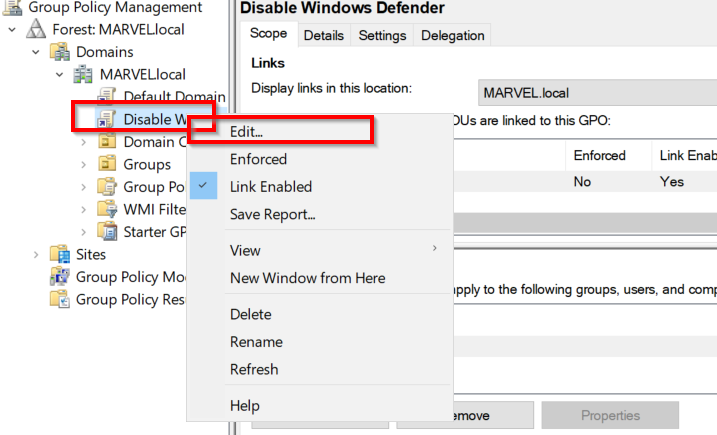 Group Policy Management
Forest: MARVEL.local
Domains
MARVEL.local
Default Domain
Disable W
Domain C
Groups
Group Po
WMI Filte
Starter GP
Sites
Group Policy Mo
Group Policy Res
Edit...
Enforced
Link Enabled
Save Report...
View
New Window from Here
Delete
Rename
Refresh
Help
Disable Windows Defender
Scope Details Settings Delegation
Links
Display links in this location: MARVEL.local
OUs are linked to this GPO:
Enforced Link Enab
No Yes
apply to the following groups, users, and comp
emove Properties